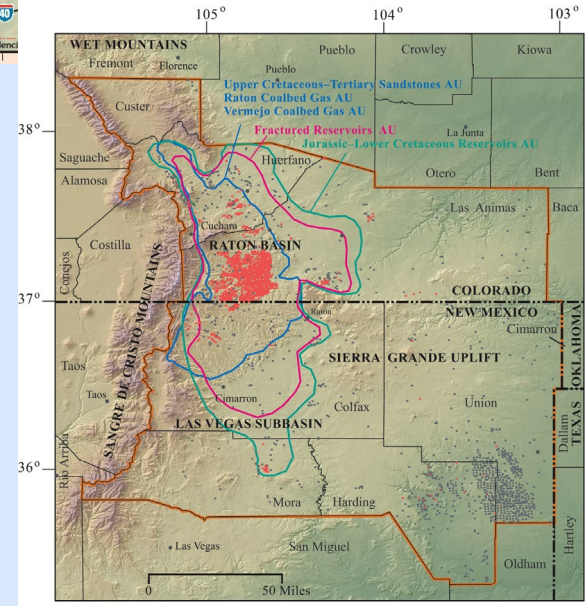 40
105°
104°
103°
WET MOUNTAINS
Pueblo
Crowley
Kiowa
Fremont
Florence
Pueblo
Upper Cretaceous–Tertiary Sandstones AU
Raton Coalbed Gas AU
Vermejo Coalbed Gas AU
Custer
38°
Fractured Reservoirs AU
La Junta
Jurassic–Lower Cretaceous Reservoirs AU
Saguache
Huerfano
Alamosa
Otero
Bent
Las Animas
Baca
Cuchara
Costilla
RATON BASIN
Conejos
COLORADO
37°
NEW MEXICO
Raton
Cimarron
OKLAHOMA
SANGRE DE CRISTO MOUNTAINS
SIERRA GRANDE UPLIFT
Taos
Taos
Cimarron
Colfax
Union
TEXAS
Dallam
LAS VEGAS SUBBASIN
Rio Arriba
36°
Mora
Harding
Hartley
Las Vegas
San Miguel
Oldham
0
50 Miles